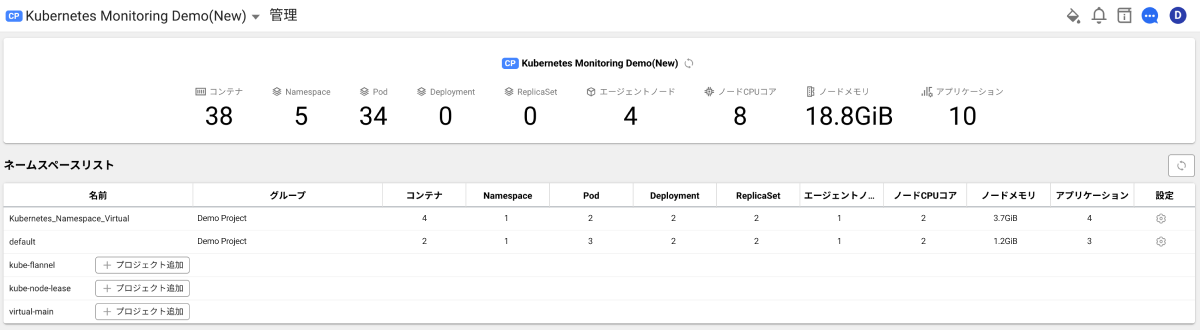 CP Kubernetes Monitoring Demo(New) 管理 D
CP Kubernetes Monitoring Demo(New)
コンテナ Namespace Pod Deployment ReplicaSet エージェントノード ノードCPUコア ノードメモリ アプリケーション
38 5 34 0 0 4 8 18.8GiB 10
ネームスペースリスト
名前 グループ コンテナ Namespace Pod Deployment ReplicaSet エージェントノ... ノードCPUコア ノードメモリ アプリケーション 設定
Kubernetes_Namespace_Virtual Demo Project 4 1 2 2 2 1 2 3.7GiB 4
default Demo Project 2 1 3 2 2 1 2 1.2GiB 3
kube-flannel + プロジェクト追加
kube-node-lease + プロジェクト追加
virtual-main + プロジェクト追加